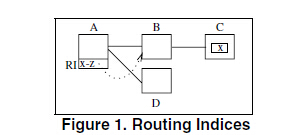 A B C
X
RI X-Z
D
Figure 1. Routing Indices